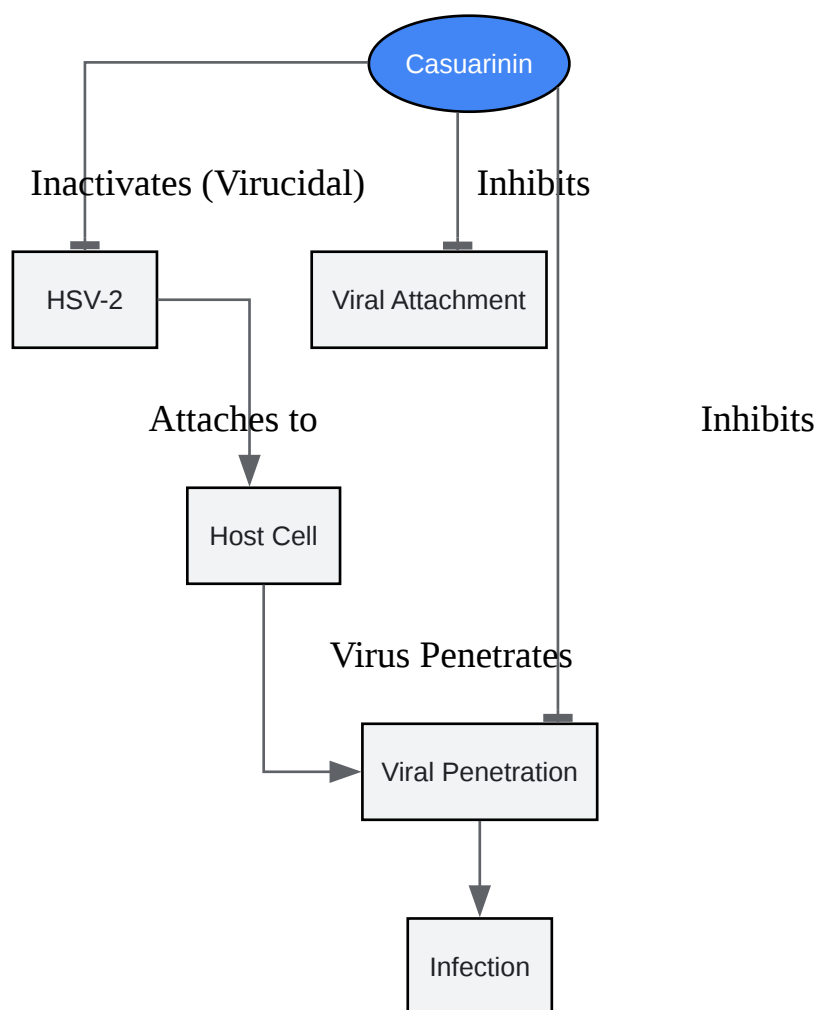 Casuarinin
Inactivates (Virucidal)
Inhibits
HSV-2
Viral Attachment
Attaches to
Inhibits
Host Cell
Virus Penetrates
Viral Penetration
Infection